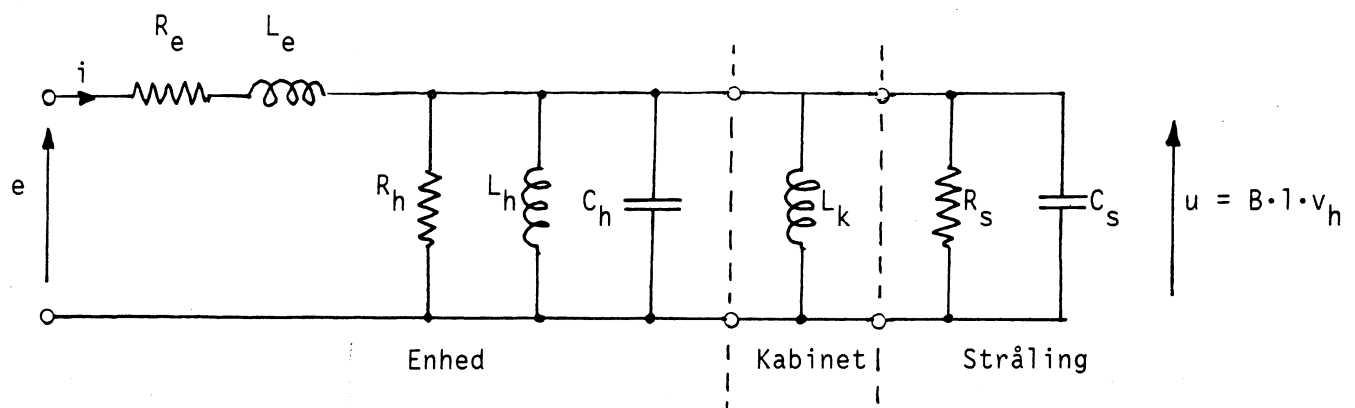 R_e L_e
i
e
R_h L_h C_h L_k R_s C_s u = B·l·v_h
Enhed Kabinet Stråling